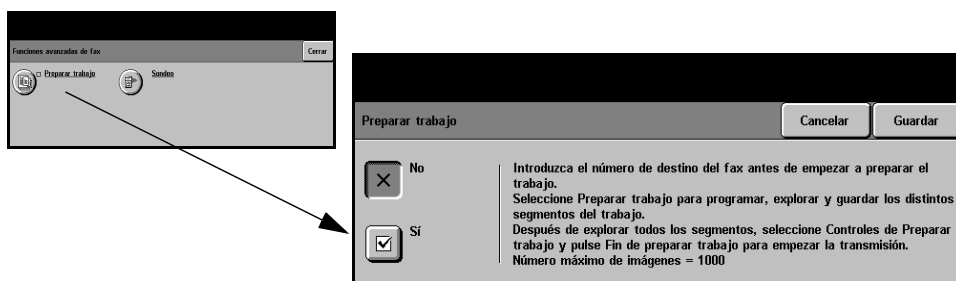 Funciones avanzadas de fax
Cerrar
Preparar trabajo
Sondeo
Preparar trabajo
Cancelar
Guardar
No
Introduzca el número de destino del fax antes de empezar a preparar el
trabajo.
Seleccione Preparar trabajo para programar, explorar y guardar los distintos
segmentos del trabajo.
Sí
Después de explorar todos los segmentos, seleccione Controles de Preparar
trabajo y pulse Fin de preparar trabajo para empezar la transmisión.
Número máximo de imágenes = 1000